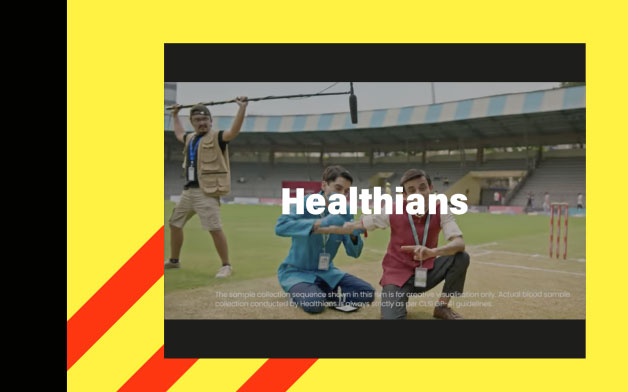 Healthians
The sample collection sequence shown in this film is for creative visualisation only. Actual blood sample
collection conducted by Healthians is always strictly as per CLSI guidelines.